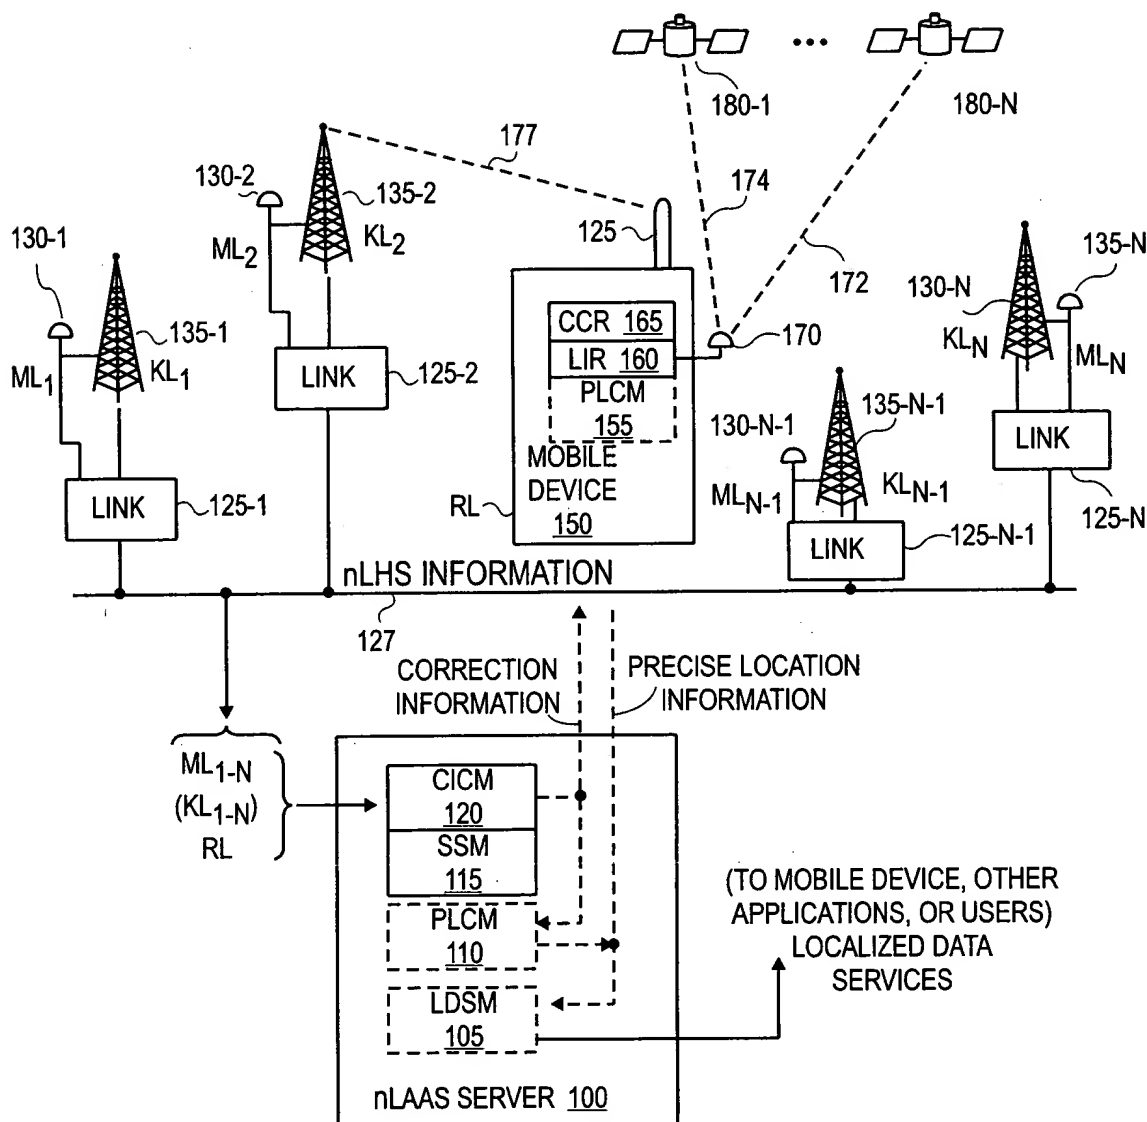 180-1
180-N
177
130-2
135-2
174
125
ML2
KL2
130-1
172
130-N
135-N
135-1
CCR 165
170
KLN
MLN
ML1
KL1
LINK
125-2
LIR 160
PLCM
155
130-N-1
135-N-1
LINK
MOBILE
DEVICE
150
RL
MLN-1
KLN-1
125-N
LINK
125-1
LINK
125-N-1
nLHS INFORMATION
127
CORRECTION
INFORMATION
PRECISE LOCATION
INFORMATION
ML1-N
(KL1-N)
RL
CICM
120
SSM
115
PLCM
110
LDSM
105
(TO MOBILE DEVICE, OTHER
APPLICATIONS, OR USERS)
LOCALIZED DATA
SERVICES
nLAAS SERVER 100